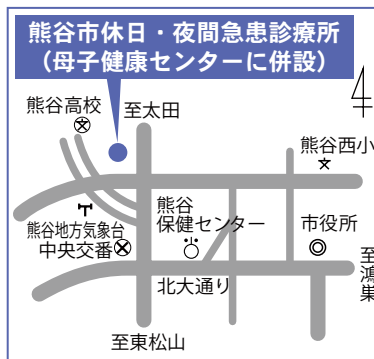 熊谷市休日・夜間急患診療所
（母子健康センターに併設）
熊谷高校
至太田
熊谷西小
熊谷
保健センター
熊谷地方気象台
中央交番
市役所
北大通り
至鴻巣
至東松山